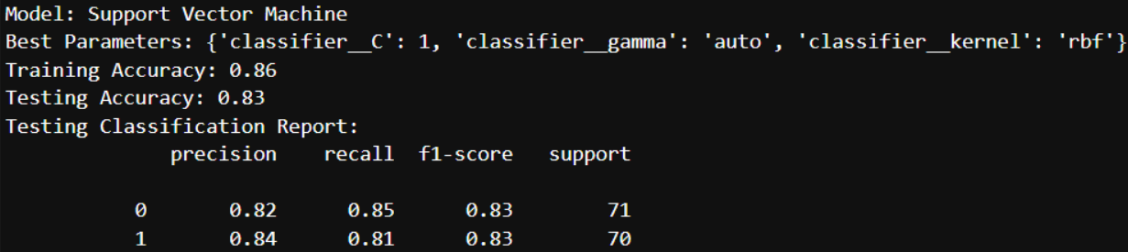 Model: Support Vector Machine
Best Parameters: {'classifier__C': 1, 'classifier__gamma': 'auto', 'classifier__kernel': 'rbf'}
Training Accuracy: 0.86
Testing Accuracy: 0.83
Testing Classification Report:
precision recall f1-score support
0 0.82 0.85 0.83 71
1 0.84 0.81 0.83 70